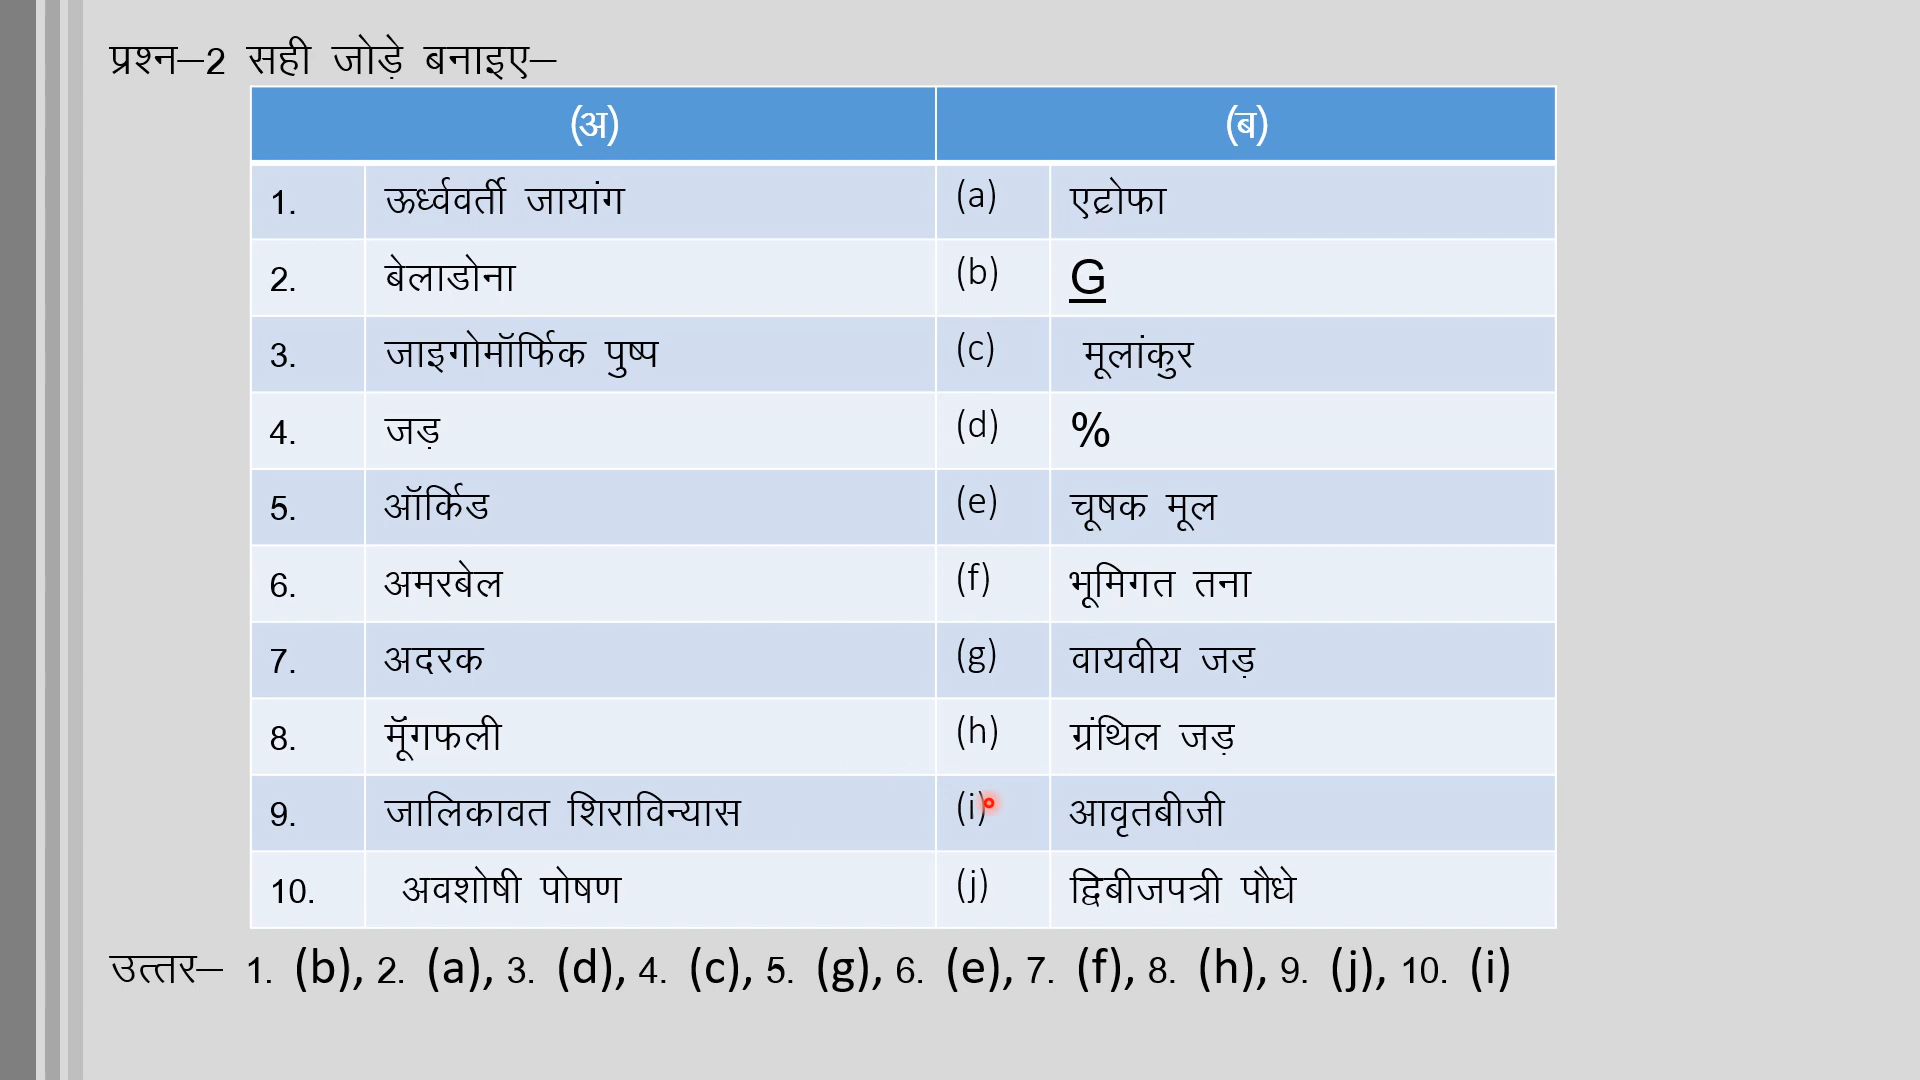 प्रश्न–2 सही जोड़े बनाइए–
(अ) (ब)
1. ऊर्ध्ववर्ती जायांग (a) एट्रोफा
2. बेलाडोना (b) G
3. जाइगोमॉर्फिक पुष्प (c) मूलांकुर
4. जड़ (d) %
5. ऑर्किड (e) चूषक मूल
6. अमरबेल (f) भूमिगत तना
7. अदरक (g) वायवीय जड़
8. मूॅंगफली (h) ग्रंथिल जड़
9. जालिकावत शिराविन्यास (i) आवृतबीजी
10. अवशोषी पोषण (j) द्विबीजपत्री पौधे
उत्तर– 1. (b), 2. (a), 3. (d), 4. (c), 5. (g), 6. (e), 7. (f), 8. (h), 9. (j), 10. (i)